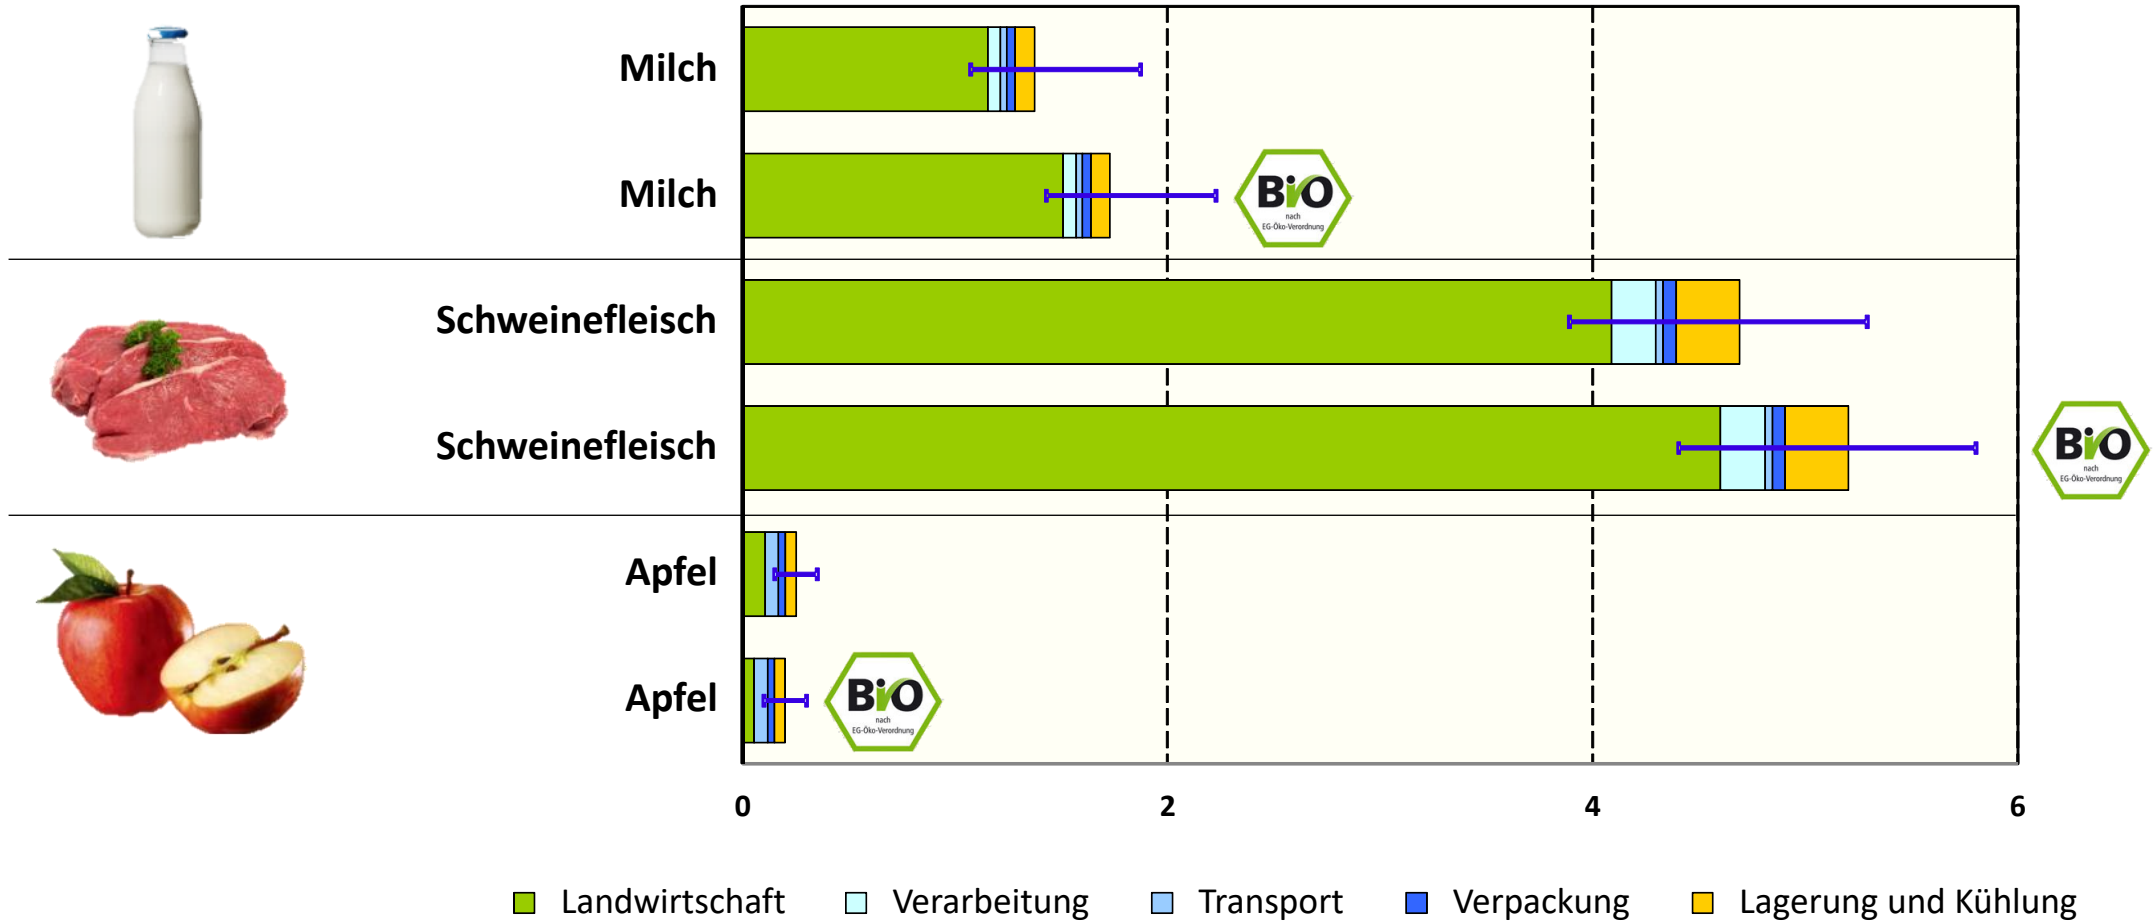 Milch
Milch
Bio
nach
EG-Öko-Verordnung
Schweinefleisch
Schweinefleisch
Bio
nach
EG-Öko-Verordnung
Apfel
Apfel
Bio
nach
EG-Öko-Verordnung
0 2 4 6
Landwirtschaft Verarbeitung Transport Verpackung Lagerung und Kühlung